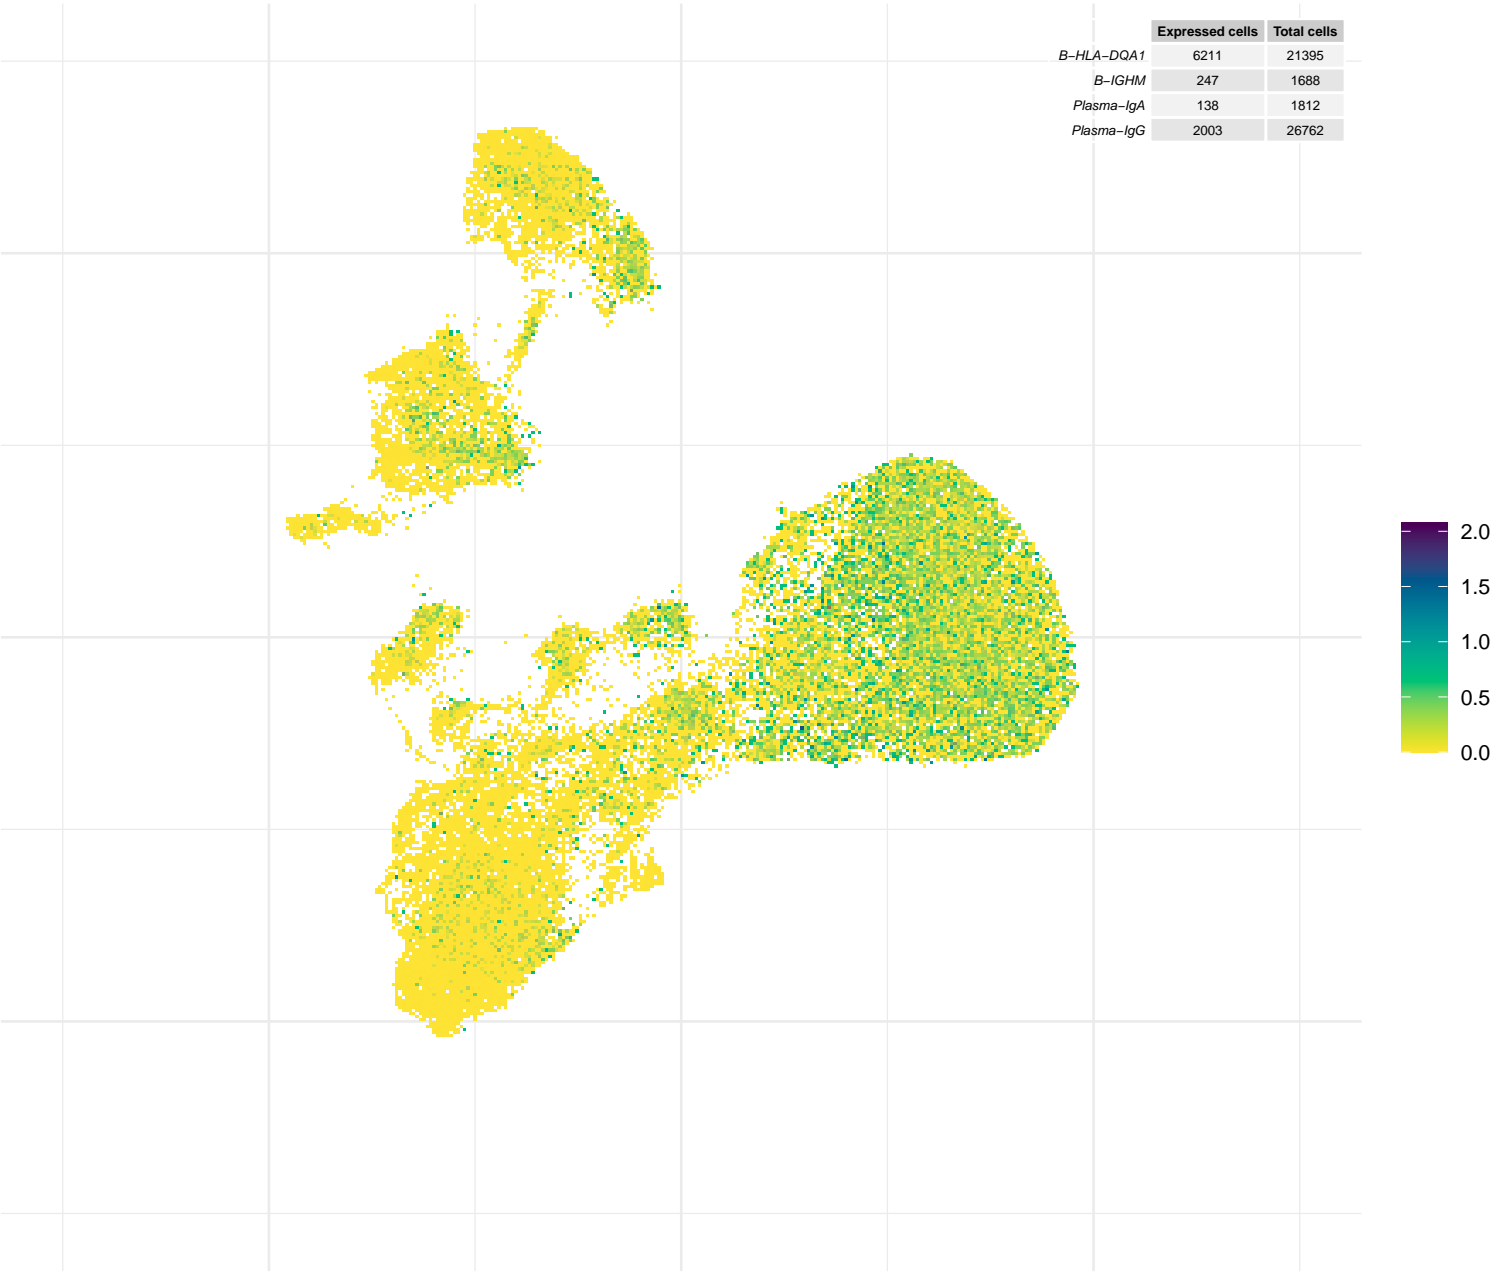 Expressed cells Total cells
B−HLA−DQA1 6211 21395
B−IGHM 247 1688
Plasma−IgA 138 1812
Plasma−IgG 2003 26762
2.0
1.5
1.0
0.5
0.0